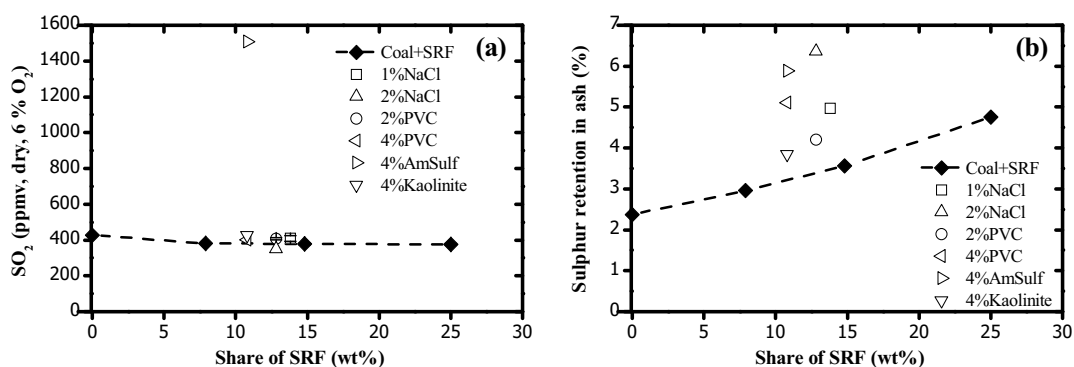 (a)
SO2 (ppmv, dry, 6 % O2)
1600
1400
1200
1000
800
600
400
200
0
Coal+SRF
1%NaCl
2%NaCl
2%PVC
4%PVC
4%AmSulf
4%Kaolinite
0 5 10 15 20 25 30
Share of SRF (wt%)
(b)
Sulphur retention in ash (%)
7
6
5
4
3
2
1
0
Coal+SRF
1%NaCl
2%NaCl
2%PVC
4%PVC
4%AmSulf
4%Kaolinite
0 5 10 15 20 25 30
Share of SRF (wt%)